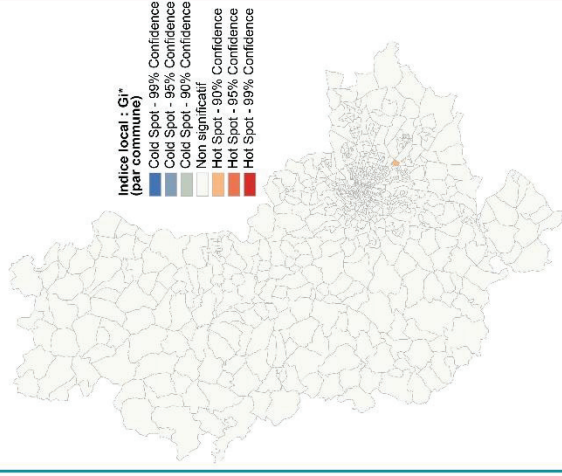 Indice local : Gi*
(par commune)
Cold Spot - 99% Confidence
Cold Spot - 95% Confidence
Cold Spot - 90% Confidence
Non significatif
Hot Spot - 90% Confidence
Hot Spot - 95% Confidence
Hot Spot - 99% Confidence